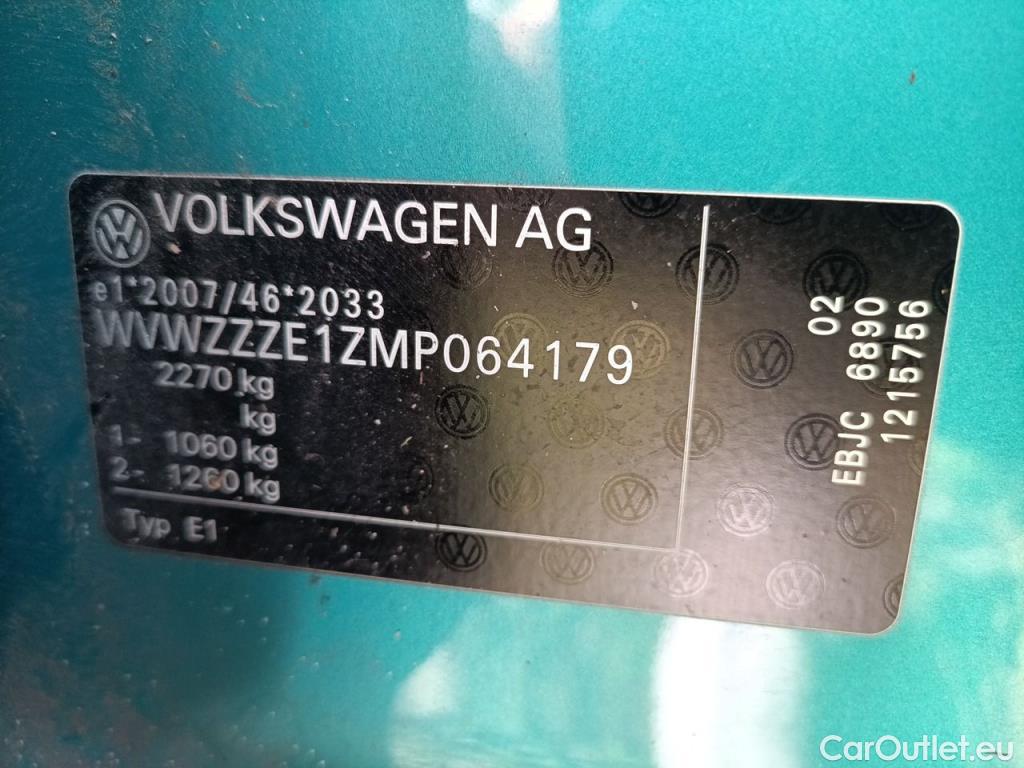 VOLKSWAGEN AG
e1*2007/46*2033
WVWZZZE1ZMP064179
2270 kg
kg
1- 1060 kg
2- 1260 kg
Typ E1
02
EBJC 6890
1215756
CarOutlet.eu